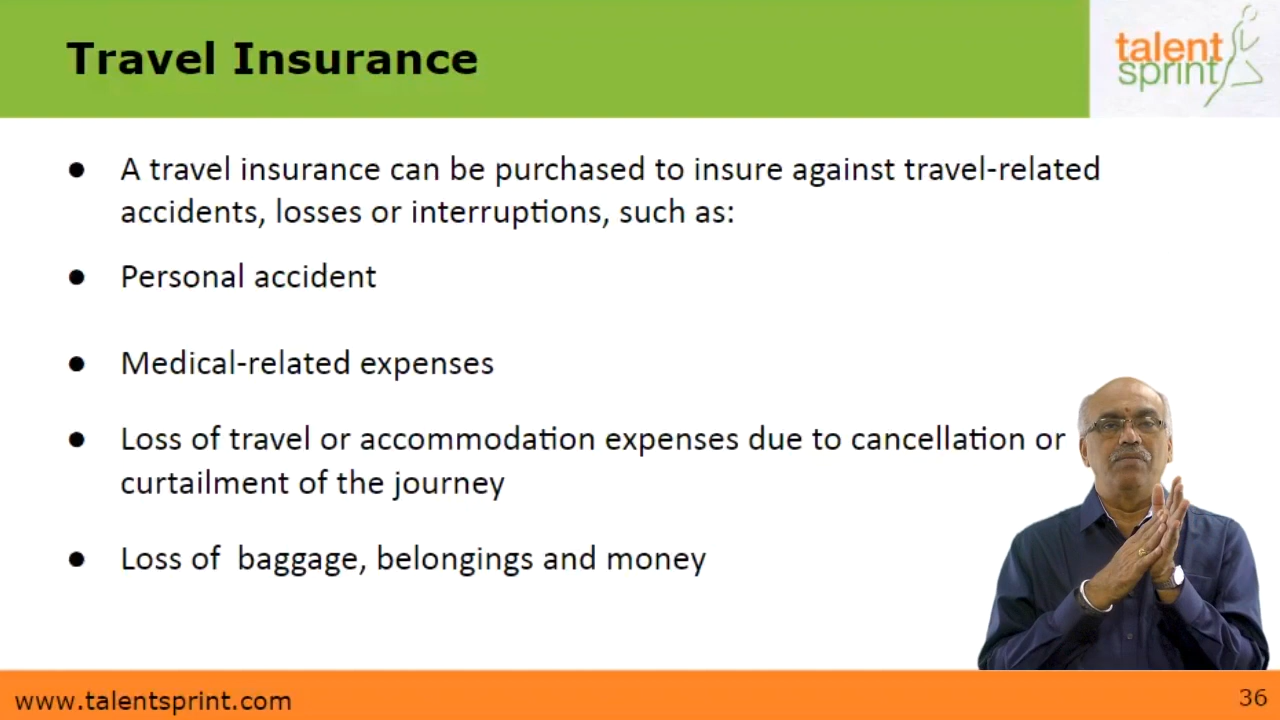 Travel Insurance
talent
sprint
● A travel insurance can be purchased to insure against travel-related
accidents, losses or interruptions, such as:
● Personal accident
● Medical-related expenses
● Loss of travel or accommodation expenses due to cancellation or
curtailment of the journey
● Loss of  baggage, belongings and money
www.talentsprint.com
36